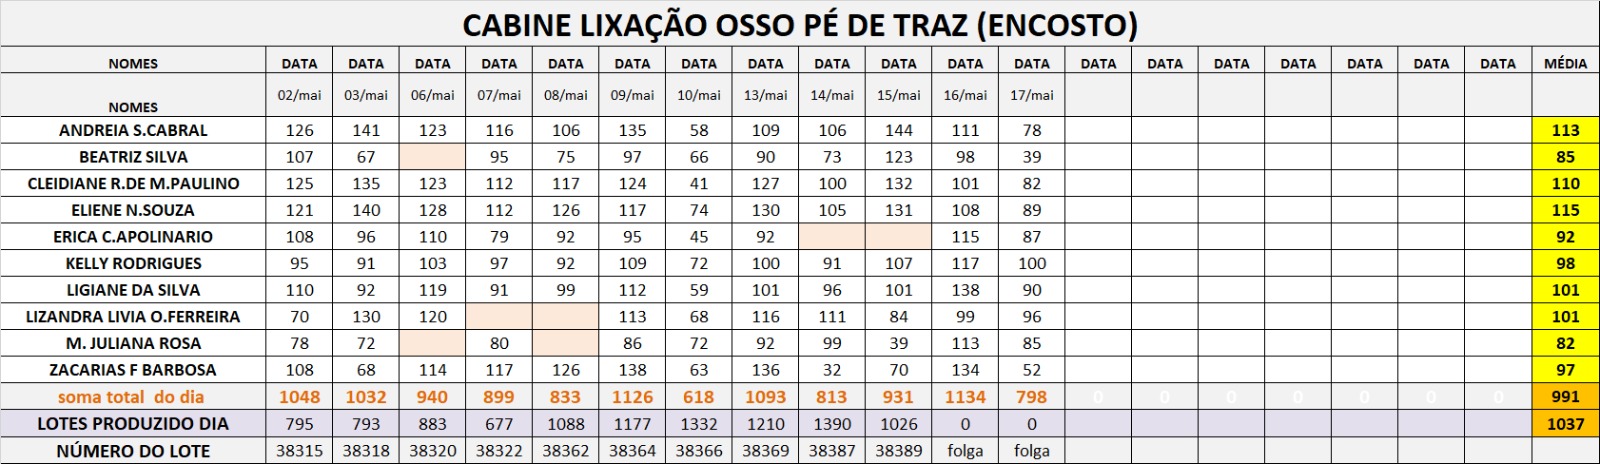 CABINE LIXAÇÃO OSSO PÉ DE TRAZ (ENCOSTO)
NOMES DATA DATA DATA DATA DATA DATA DATA DATA DATA DATA DATA DATA DATA DATA DATA DATA DATA DATA DATA MÉDIA
NOMES 02/mai 03/mai 06/mai 07/mai 08/mai 09/mai 10/mai 13/mai 14/mai 15/mai 16/mai 17/mai
ANDREIA S.CABRAL 126 141 123 116 106 135 58 109 106 144 111 78 113
BEATRIZ SILVA 107 67 95 75 97 66 90 73 123 98 39 85
CLEIDIANE R.DE M.PAULINO 125 135 123 112 117 124 41 127 100 132 101 82 110
ELIENE N.SOUZA 121 140 128 112 126 117 74 130 105 131 108 89 115
ERICA C.APOLINARIO 108 96 110 79 92 95 45 92 115 87 92
KELLY RODRIGUES 95 91 103 97 92 109 72 100 91 107 117 100 98
LIGIANE DA SILVA 110 92 119 91 99 112 59 101 96 101 138 90 101
LIZANDRA LIVIA O.FERREIRA 70 130 120 113 68 116 111 84 99 96 101
M. JULIANA ROSA 78 72 80 86 72 92 99 39 113 85 82
ZACARIAS F BARBOSA 108 68 114 117 126 138 63 136 32 70 134 52 97
soma total do dia 1048 1032 940 899 833 1126 618 1093 813 931 1134 798 0 0 0 0 0 0 0 991
LOTES PRODUZIDO DIA 795 793 883 677 1088 1177 1332 1210 1390 1026 0 0 1037
NÚMERO DO LOTE 38315 38318 38320 38322 38362 38364 38366 38369 38387 38389 folga folga